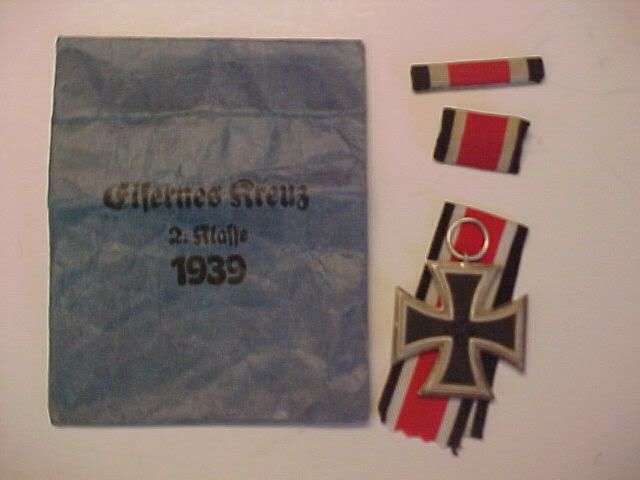 Eisernes Kreuz
2. Klasse
1939